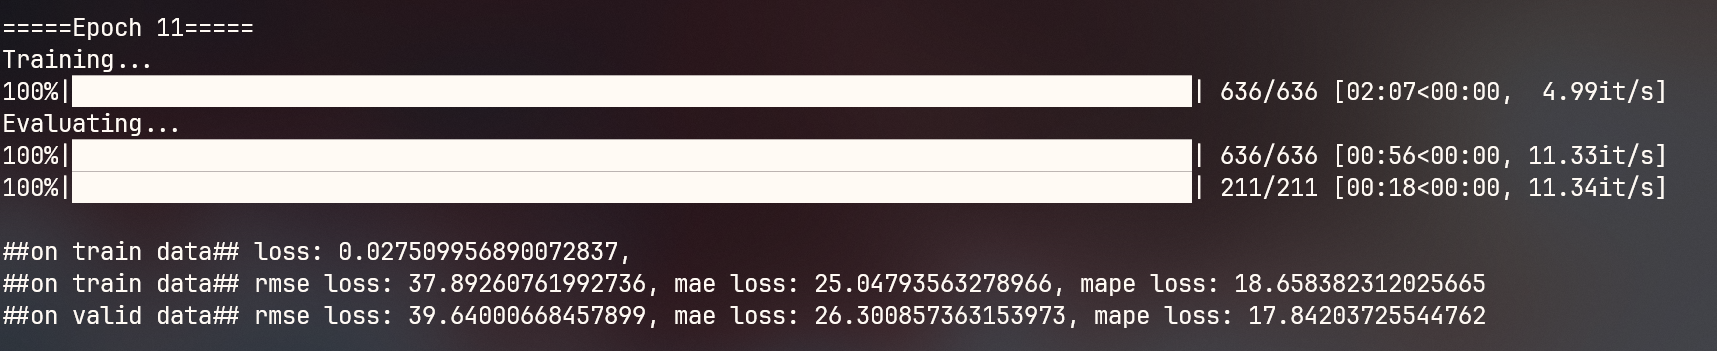 =====Epoch 11=====
Training...
100%|██████████| 636/636 [02:07<00:00,  4.99it/s]
Evaluating...
100%|██████████| 636/636 [00:56<00:00, 11.33it/s]
100%|██████████| 211/211 [00:18<00:00, 11.34it/s]
##on train data## loss: 0.027509956890072837,
##on train data## rmse loss: 37.89260761992736, mae loss: 25.04793563278966, mape loss: 18.658382312025665
##on valid data## rmse loss: 39.64000668457899, mae loss: 26.300857363153973, mape loss: 17.84203725544762